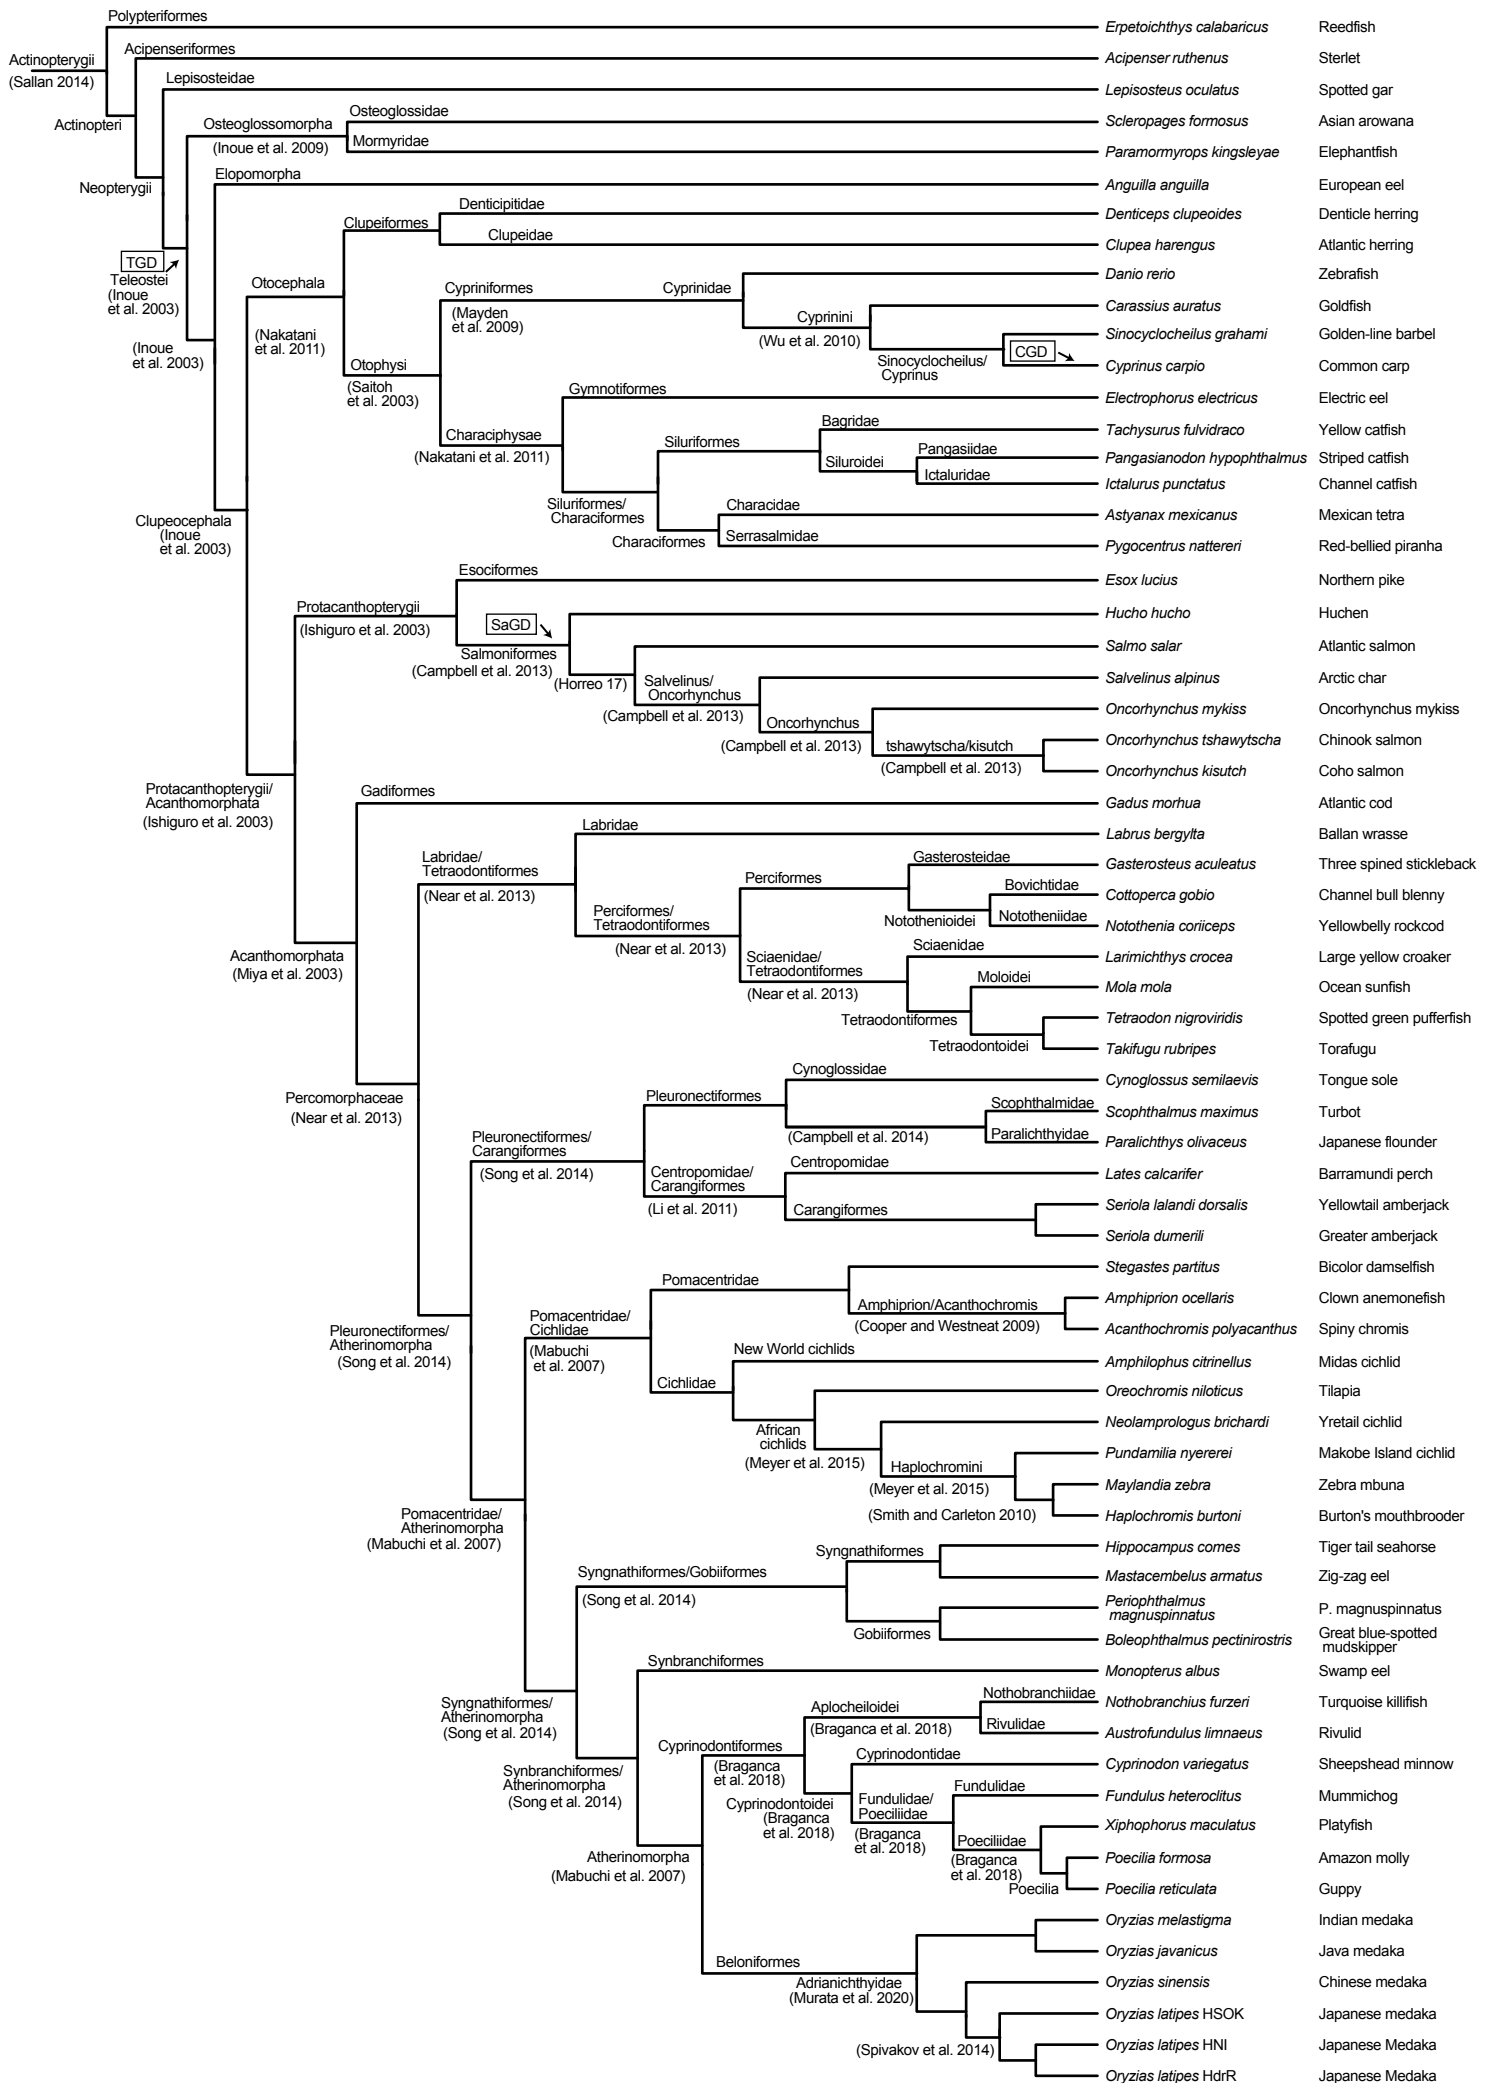 Polypteriformes
Erpetoichthys calabaricus Reedfish
Actinopterygii
(Sallan 2014)
Acipenseriformes
Acipenser ruthenus Sterlet
Actinopteri
Lepisosteidae
Lepisosteus oculatus Spotted gar
Neopterygii
Osteoglossomorpha
(Inoue et al. 2009)
Osteoglossidae
Scleropages formosus Asian arowana
Mormyridae
Paramormyrops kingsleyae Elephantfish
TGD
Teleostei
(Inoue
et al. 2003)
Elopomorpha
Anguilla anguilla European eel
(Inoue
et al. 2003)
Otocephala
(Nakatani
et al. 2011)
Clupeiformes
Denticipitidae
Denticeps clupeoides Denticle herring
Clupeidae
Clupea harengus Atlantic herring
Otophysi
(Saitoh
et al. 2003)
Cypriniformes
(Mayden
et al. 2009)
Cyprinidae
Danio rerio Zebrafish
Cyprinini
(Wu et al. 2010)
Carassius auratus Goldfish
Sinocyclocheilus/
Cyprinus
Sinocyclocheilus grahami Golden-line barbel
CGD
Cyprinus carpio Common carp
Characiphysae
(Nakatani et al. 2011)
Gymnotiformes
Electrophorus electricus Electric eel
Siluriformes/
Characiformes
Siluriformes
Bagridae
Tachysurus fulvidraco Yellow catfish
Siluroidei
Pangasiidae
Pangasianodon hypophthalmus Striped catfish
Ictaluridae
Ictalurus punctatus Channel catfish
Characiformes
Characidae
Astyanax mexicanus Mexican tetra
Serrasalmidae
Pygocentrus nattereri Red-bellied piranha
Clupeocephala
(Inoue
et al. 2003)
Protacanthopterygii
(Ishiguro et al. 2003)
Esociformes
Esox lucius Northern pike
SaGD
Salmoniformes
(Campbell et al. 2013)
Hucho hucho Huchen
(Horreo 17)
Salmo salar Atlantic salmon
Salvelinus/
Oncorhynchus
(Campbell et al. 2013)
Salvelinus alpinus Arctic char
Oncorhynchus
(Campbell et al. 2013)
Oncorhynchus mykiss Oncorhynchus mykiss
tshawytscha/kisutch
(Campbell et al. 2013)
Oncorhynchus tshawytscha Chinook salmon
Oncorhynchus kisutch Coho salmon
Protacanthopterygii/
Acanthomorphata
(Ishiguro et al. 2003)
Gadiformes
Gadus morhua Atlantic cod
Acanthomorphata
(Miya et al. 2003)
Labridae/
Tetraodontiformes
(Near et al. 2013)
Labridae
Labrus bergylta Ballan wrasse
Perciformes/
Tetraodontiformes
(Near et al. 2013)
Perciformes
Gasterosteidae
Gasterosteus aculeatus Three spined stickleback
Notothenioidei
Bovichtidae
Cottoperca gobio Channel bull blenny
Nototheniidae
Notothenia coriiceps Yellowbelly rockcod
Sciaenidae/
Tetraodontiformes
(Near et al. 2013)
Sciaenidae
Larimichthys crocea Large yellow croaker
Tetraodontiformes
Moloidei
Mola mola Ocean sunfish
Tetraodontoidei
Tetraodon nigroviridis Spotted green pufferfish
Takifugu rubripes Torafugu
Percomorphaceae
(Near et al. 2013)
Pleuronectiformes/
Carangiformes
(Song et al. 2014)
Pleuronectiformes
Cynoglossidae
Cynoglossus semilaevis Tongue sole
(Campbell et al. 2014)
Scophthalmidae
Scophthalmus maximus Turbot
Paralichthyidae
Paralichthys olivaceus Japanese flounder
Centropomidae/
Carangiformes
(Li et al. 2011)
Centropomidae
Lates calcarifer Barramundi perch
Carangiformes
Seriola lalandi dorsalis Yellowtail amberjack
Seriola dumerili Greater amberjack
Pleuronectiformes/
Atherinomorpha
(Song et al. 2014)
Pomacentridae/
Cichlidae
(Mabuchi
et al. 2007)
Pomacentridae
Stegastes partitus Bicolor damselfish
Amphiprion/Acanthochromis
(Cooper and Westneat 2009)
Amphiprion ocellaris Clown anemonefish
Acanthochromis polyacanthus Spiny chromis
Cichlidae
New World cichlids
Amphilophus citrinellus Midas cichlid
African
cichlids
(Meyer et al. 2015)
Oreochromis niloticus Tilapia
Neolamprologus brichardi Yretail cichlid
Haplochromini
(Meyer et al. 2015)
Pundamilia nyererei Makobe Island cichlid
(Smith and Carleton 2010)
Maylandia zebra Zebra mbuna
Haplochromis burtoni Burton's mouthbrooder
Pomacentridae/
Atherinomorpha
(Mabuchi et al. 2007)
Syngnathiformes/Gobiiformes
(Song et al. 2014)
Syngnathiformes
Hippocampus comes Tiger tail seahorse
Mastacembelus armatus Zig-zag eel
Gobiiformes
Periophthalmus
magnuspinnatus P. magnuspinnatus
Boleophthalmus pectinirostris Great blue-spotted
mudskipper
Syngnathiformes/
Atherinomorpha
(Song et al. 2014)
Synbranchiformes
Monopterus albus Swamp eel
Synbranchiformes/
Atherinomorpha
(Song et al. 2014)
Cyprinodontiformes
(Braganca
et al. 2018)
Aplocheiloidei
(Braganca et al. 2018)
Nothobranchiidae
Nothobranchius furzeri Turquoise killifish
Rivulidae
Austrofundulus limnaeus Rivulid
Cyprinodontoidei
(Braganca
et al. 2018)
Cyprinodontidae
Cyprinodon variegatus Sheepshead minnow
Fundulidae/
Poeciliidae
(Braganca
et al. 2018)
Fundulidae
Fundulus heteroclitus Mummichog
Poeciliidae
(Braganca
et al. 2018)
Xiphophorus maculatus Platyfish
Poecilia
Poecilia formosa Amazon molly
Poecilia reticulata Guppy
Atherinomorpha
(Mabuchi et al. 2007)
Beloniformes
Adrianichthyidae
(Murata et al. 2020)
Oryzias melastigma Indian medaka
Oryzias javanicus Java medaka
Oryzias sinensis Chinese medaka
(Spivakov et al. 2014)
Oryzias latipes HSOK Japanese medaka
Oryzias latipes HNI Japanese Medaka
Oryzias latipes HdrR Japanese Medaka